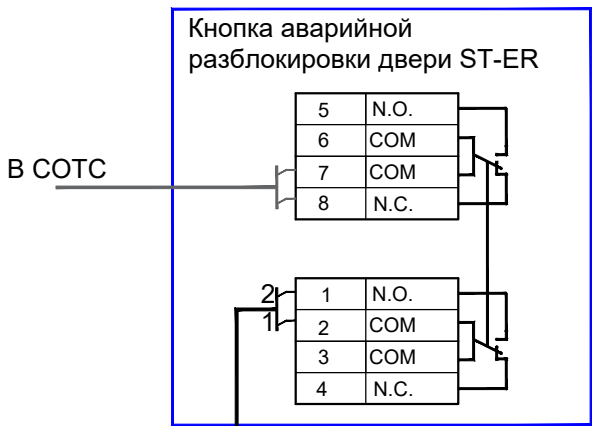 Кнопка аварийной
разблокировки двери ST-ER
5 N.O.
6 COM
В СОТС
7 COM
8 N.C.
2
1 N.O.
1
2 COM
3 COM
4 N.C.